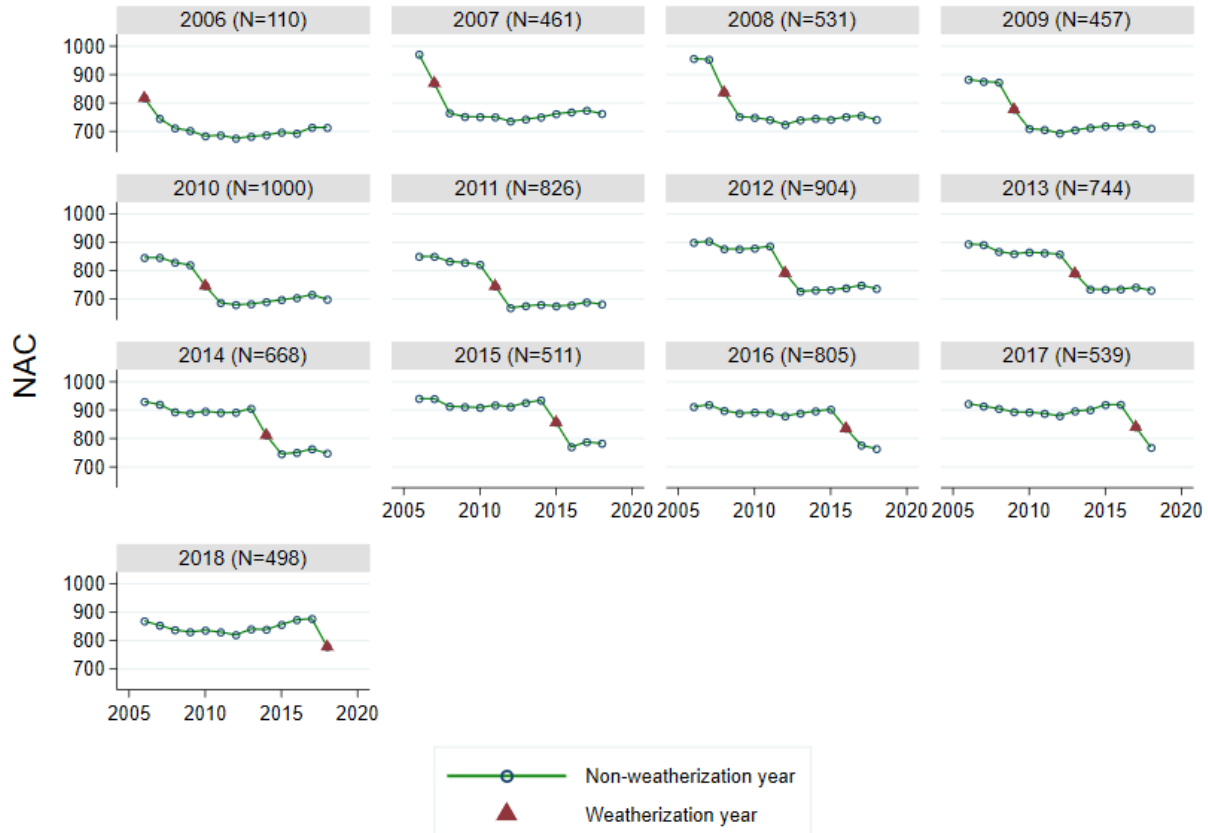 NAC
2006 (N=110)
2007 (N=461)
2008 (N=531)
2009 (N=457)
1000
900
800
700
2010 (N=1000)
2011 (N=826)
2012 (N=904)
2013 (N=744)
1000
900
800
700
2014 (N=668)
2015 (N=511)
2016 (N=805)
2017 (N=539)
1000
900
800
700
2005 2010 2015 2020
2005 2010 2015 2020
2005 2010 2015 2020
2018 (N=498)
1000
900
800
700
2005 2010 2015 2020
Non-weatherization year
Weatherization year